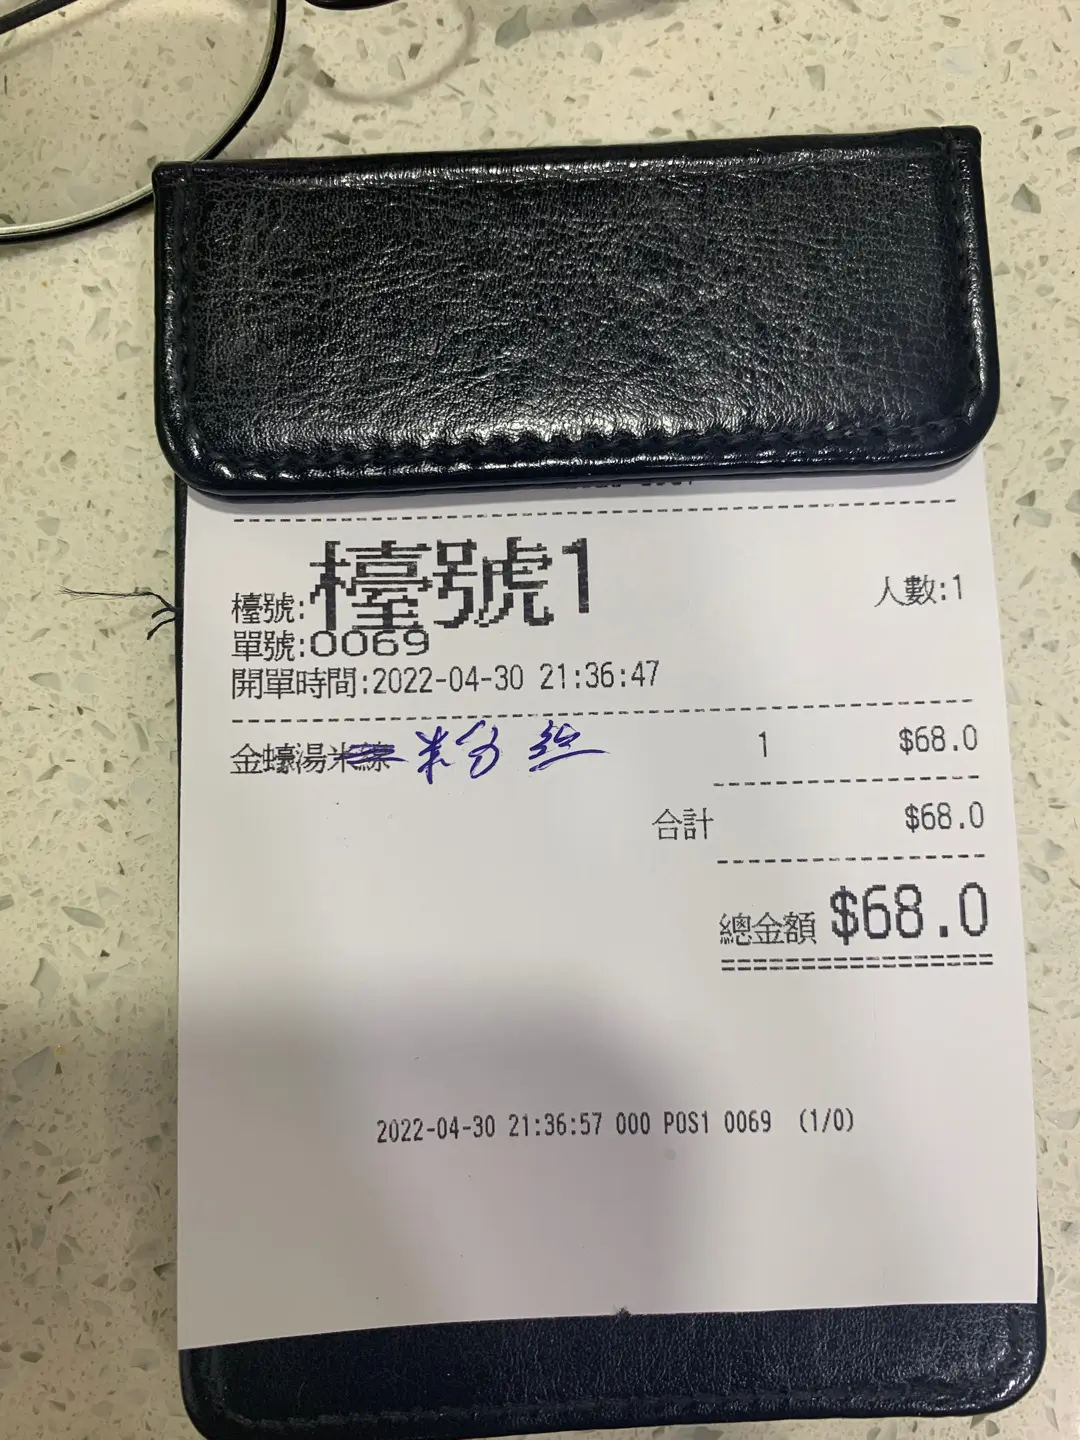 檯號:檯號1
人數:1
單號:0069
開單時間:2022-04-30 21:36:47
金蠔湯米線 粉丝 1 $68.0
合計 $68.0
總金額 $68.0
2022-04-30 21:36:57 000 POS1 0069 (1/0)